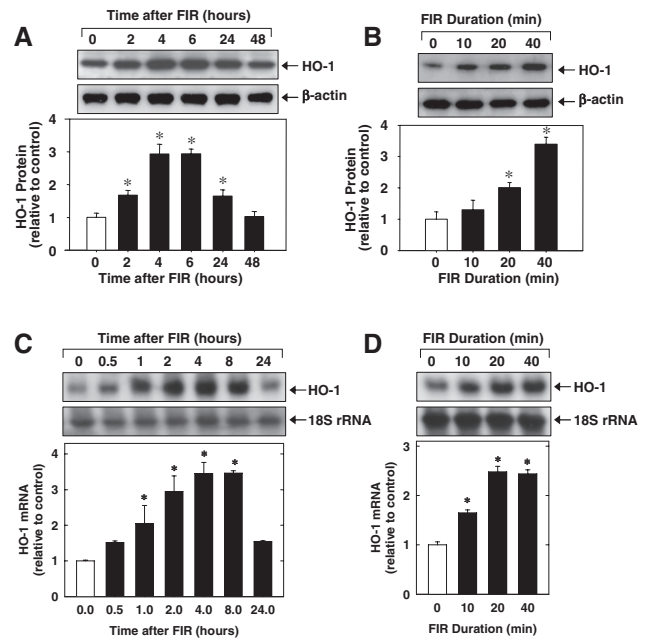 A
Time after FIR (hours)
0 2 4 6 24 48
HO-1
β-actin
HO-1 Protein
(relative to control)
4
3
2
1
0
* * * *
0 2 4 6 24 48
Time after FIR (hours)
B
FIR Duration (min)
0 10 20 40
HO-1
β-actin
HO-1 Protein
(relative to control)
4
3
2
1
0
* *
0 10 20 40
FIR Duration (min)
C
Time after FIR (hours)
0 0.5 1 2 4 8 24
HO-1
18S rRNA
HO-1 mRNA
(relative to control)
4
3
2
1
0
* * * *
0.0 0.5 1.0 2.0 4.0 8.0 24.0
Time after FIR (hours)
D
FIR Duration (min)
0 10 20 40
HO-1
18S rRNA
HO-1 mRNA
(relative to control)
3
2
1
0
* * *
0 10 20 40
FIR Duration (min)